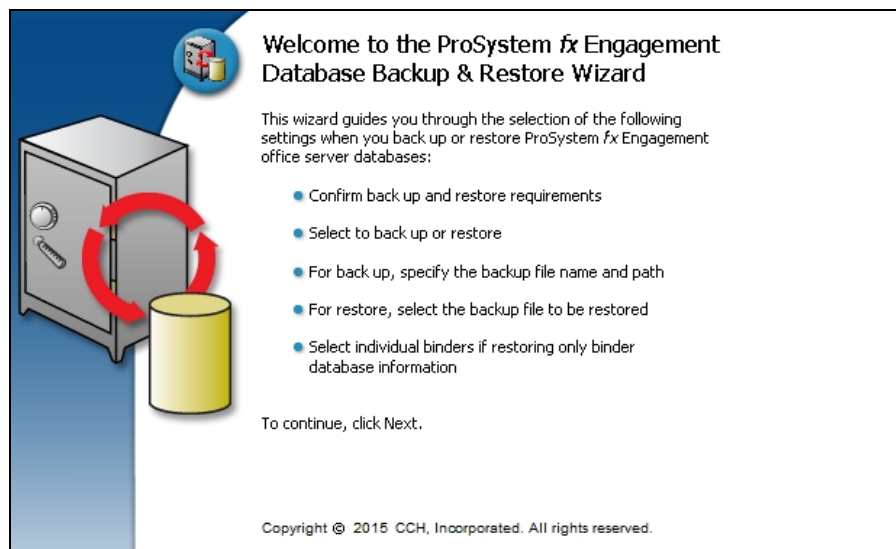 Welcome to the ProSystem fx Engagement
Database Backup & Restore Wizard
This wizard guides you through the selection of the following
settings when you back up or restore ProSystem fx Engagement
office server databases:
Confirm back up and restore requirements
Select to back up or restore
For back up, specify the backup file name and path
For restore, select the backup file to be restored
Select individual binders if restoring only binder
database information
To continue, click Next.
Copyright © 2015 CCH, Incorporated. All rights reserved.